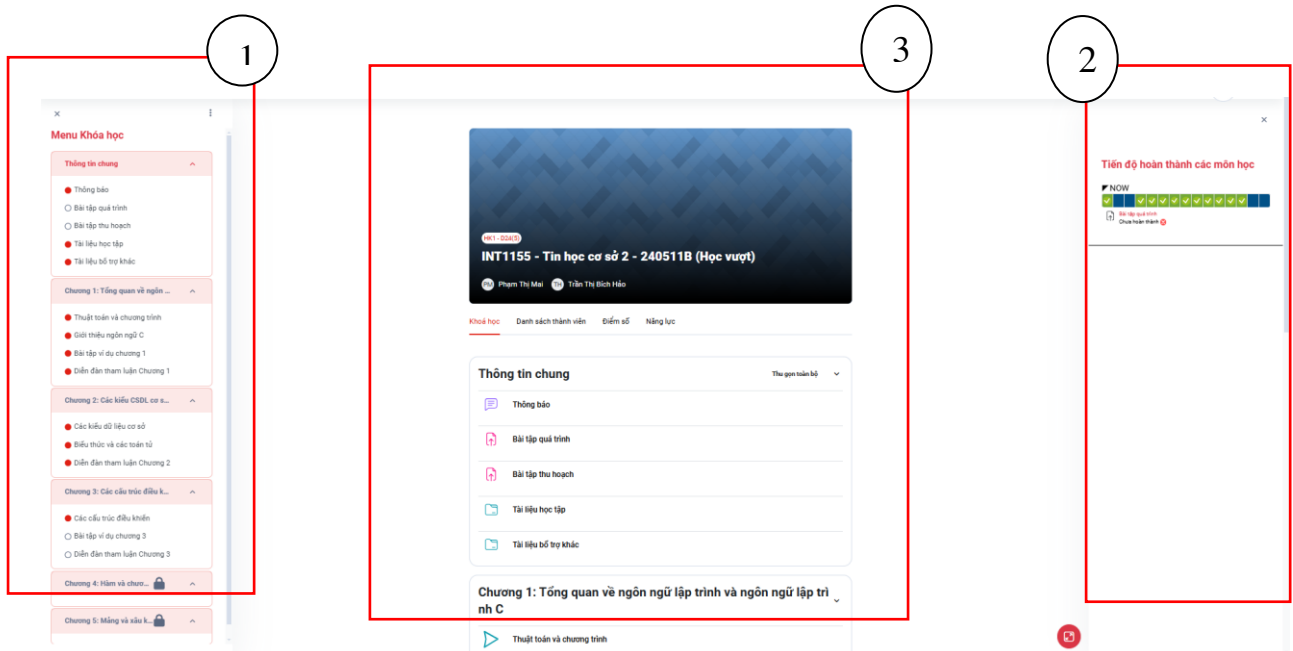 1
3
2
Menu Khóa học
Thông tin chung
Thông báo
Bài tập quá trình
Bài tập thu hoạch
Tài liệu học tập
Tài liệu bổ trợ khác
Chương 1: Tổng quan về ngôn ...
Thuật toán và chương trình
Giới thiệu ngôn ngữ C
Bài tập ví dụ chương 1
Diễn đàn tham luận Chương 1
Chương 2: Các kiểu CSDL cơ s...
Các kiểu dữ liệu cơ sở
Biểu thức và các toán tử
Diễn đàn tham luận Chương 2
Chương 3: Các cấu trúc điều k...
Các cấu trúc điều khiển
Bài tập ví dụ chương 3
Diễn đàn tham luận Chương 3
Chương 4: Hàm và chươ...
Chương 5: Mảng và xâu k...
HK1 - D24(S)
INT1155 - Tin học cơ sở 2 - 240511B (Học vượt)
PM Phạm Thị Mai TH Trần Thị Bích Hảo
Khoá học Danh sách thành viên Điểm số Năng lực
Thông tin chung Thu gọn toàn bộ
Thông báo
Bài tập quá trình
Bài tập thu hoạch
Tài liệu học tập
Tài liệu bổ trợ khác
Chương 1: Tổng quan về ngôn ngữ lập trình và ngôn ngữ lập trì
nh C
Thuật toán và chương trình
Tiến độ hoàn thành các môn học
NOW
Bài tập quá trình
Chưa hoàn thành